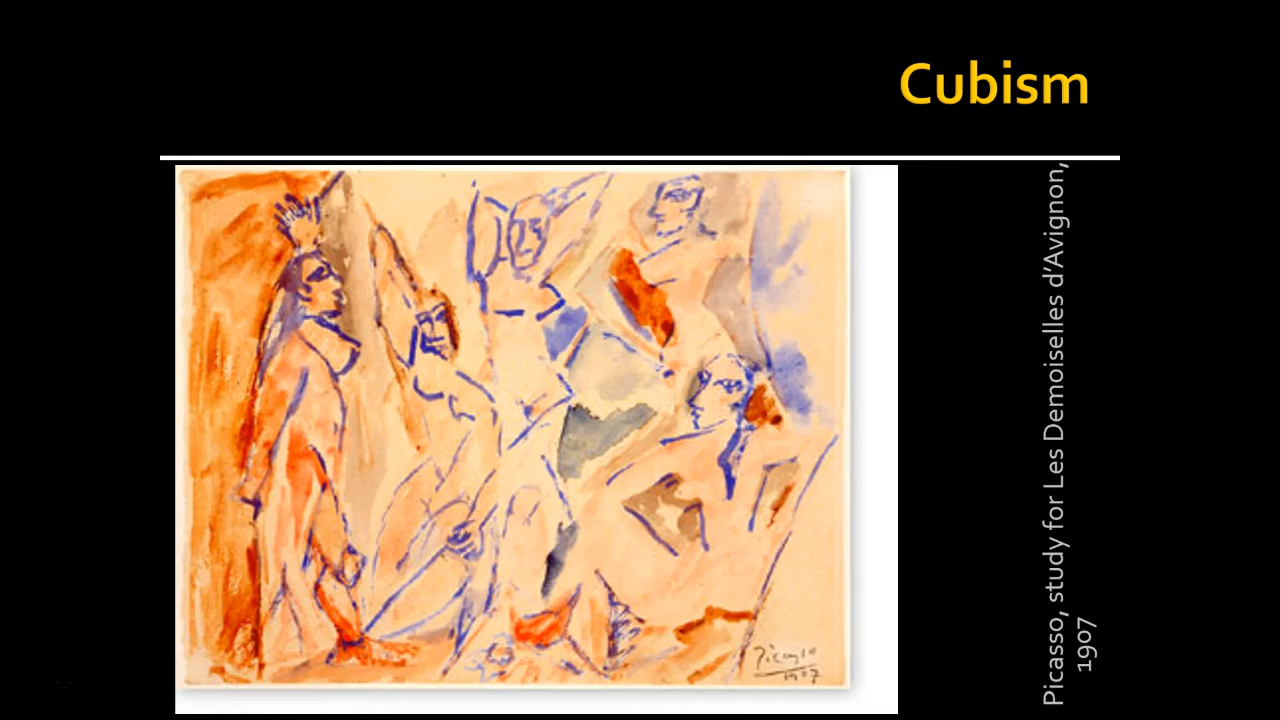 Cubism
Picasso, study for Les Demoiselles d'Avignon,
1907
Picasso
1907